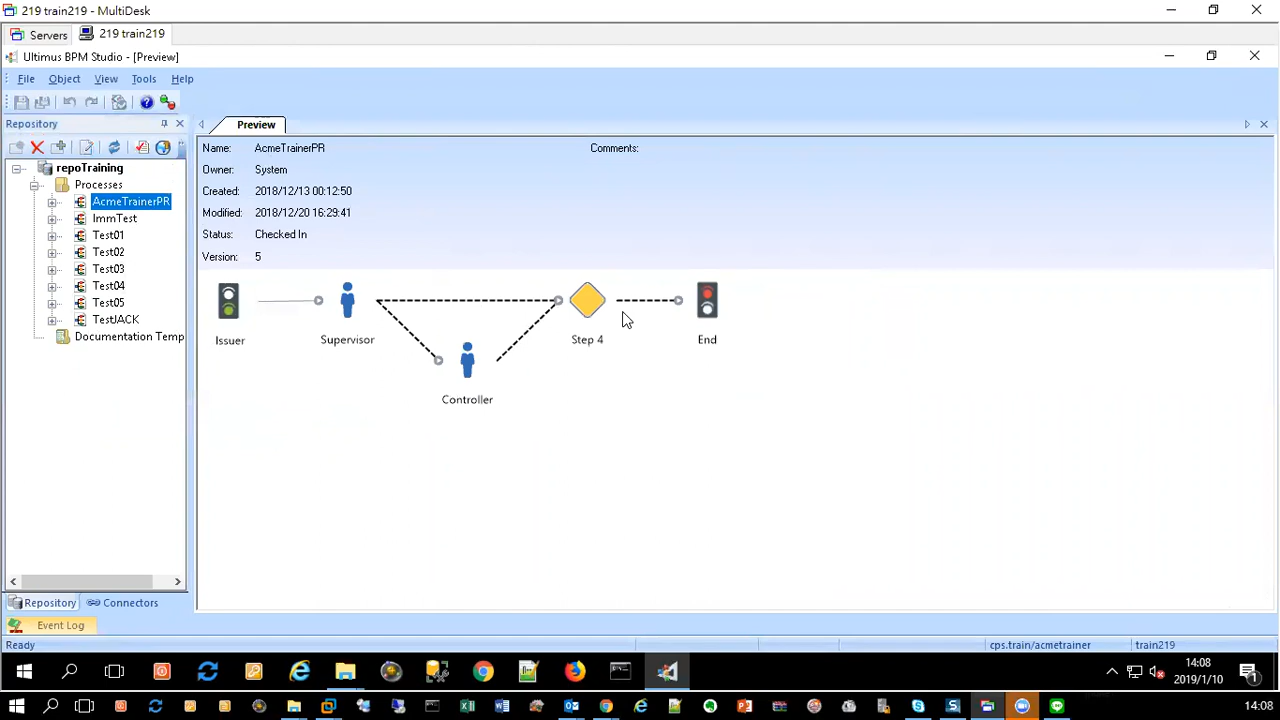 219 train219 - MultiDesk
Servers 219 train219
Ultimus BPM Studio - [Preview]
File Object View Tools Help
Repository
Preview
repoTraining
Processes
AcmeTrainerPR
ImmTest
Test01
Test02
Test03
Test04
Test05
TestJACK
Documentation Temp
Name: AcmeTrainerPR Comments:
Owner: System
Created: 2018/12/13 00:12:50
Modified: 2018/12/20 16:29:41
Status: Checked In
Version: 5
Issuer
Supervisor
Step 4
End
Controller
Repository Connectors
Event Log
Ready cps.train/acmetrainer train219
14:08
2019/1/10
14:08